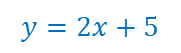 y = 2x + 5